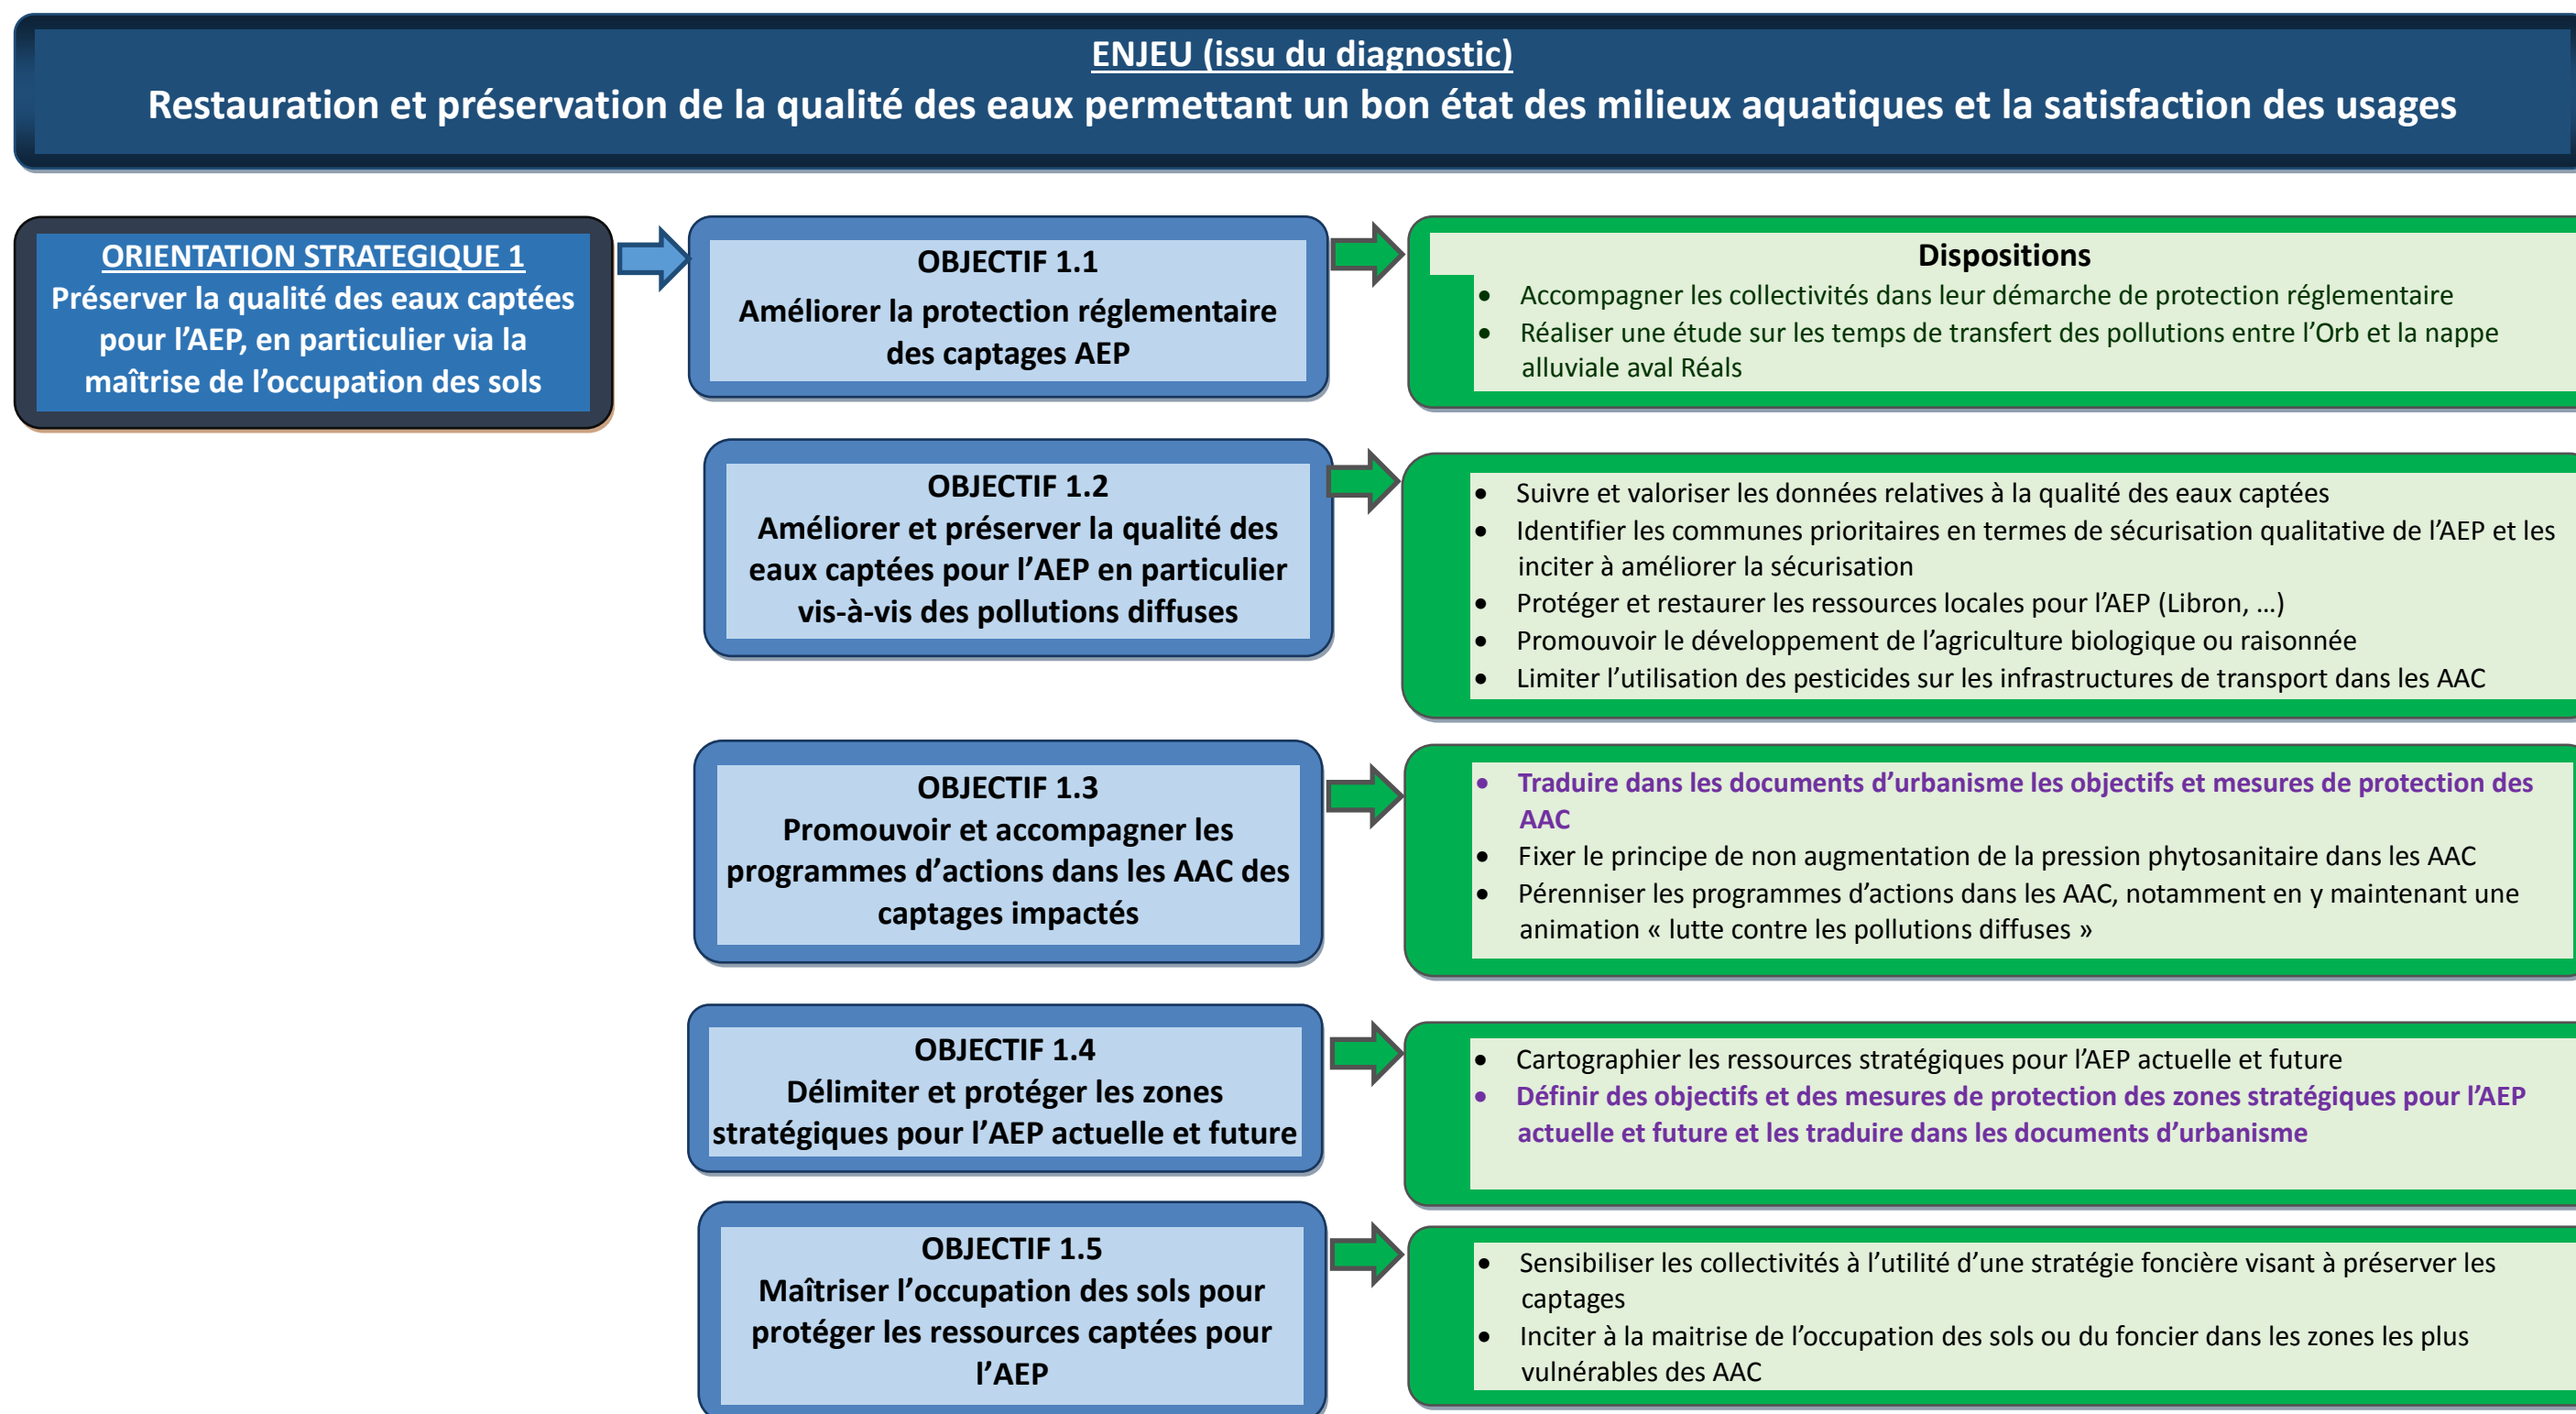 ENJEU (issu du diagnostic)
Restauration et préservation de la qualité des eaux permettant un bon état des milieux aquatiques et la satisfaction des usages
ORIENTATION STRATEGIQUE 1
Préserver la qualité des eaux captées
pour l’AEP, en particulier via la
maîtrise de l’occupation des sols
OBJECTIF 1.1
Améliorer la protection réglementaire
des captages AEP
Dispositions
• Accompagner les collectivités dans leur démarche de protection réglementaire
• Réaliser une étude sur les temps de transfert des pollutions entre l’Orb et la nappe
alluviale aval Réals
OBJECTIF 1.2
Améliorer et préserver la qualité des
eaux captées pour l’AEP en particulier
vis-à-vis des pollutions diffuses
• Suivre et valoriser les données relatives à la qualité des eaux captées
• Identifier les communes prioritaires en termes de sécurisation qualitative de l’AEP et les
inciter à améliorer la sécurisation
• Protéger et restaurer les ressources locales pour l’AEP (Libron, …)
• Promouvoir le développement de l’agriculture biologique ou raisonnée
• Limiter l’utilisation des pesticides sur les infrastructures de transport dans les AAC
OBJECTIF 1.3
Promouvoir et accompagner les
programmes d’actions dans les AAC des
captages impactés
• Traduire dans les documents d’urbanisme les objectifs et mesures de protection des
AAC
• Fixer le principe de non augmentation de la pression phytosanitaire dans les AAC
• Pérenniser les programmes d’actions dans les AAC, notamment en y maintenant une
animation « lutte contre les pollutions diffuses »
OBJECTIF 1.4
Délimiter et protéger les zones
stratégiques pour l’AEP actuelle et future
• Cartographier les ressources stratégiques pour l’AEP actuelle et future
• Définir des objectifs et des mesures de protection des zones stratégiques pour l’AEP
actuelle et future et les traduire dans les documents d’urbanisme
OBJECTIF 1.5
Maîtriser l’occupation des sols pour
protéger les ressources captées pour
l’AEP
• Sensibiliser les collectivités à l’utilité d’une stratégie foncière visant à préserver les
captages
• Inciter à la maitrise de l’occupation des sols ou du foncier dans les zones les plus
vulnérables des AAC